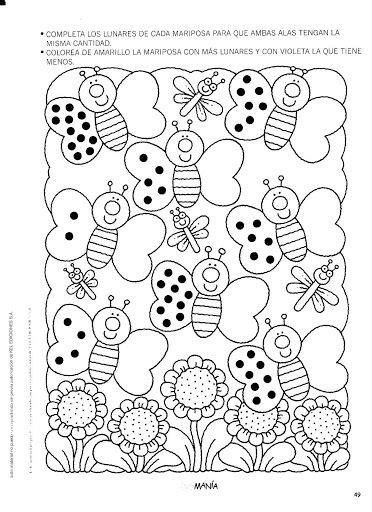 • COMPLETA LOS LUNARES DE CADA MARIPOSA PARA QUE AMBAS ALAS TENGAN LA
MISMA CANTIDAD.
• COLOREA DE AMARILLO LA MARIPOSA CON MÁS LUNARES Y CON VIOLETA LA QUE TIENE
MENOS.
MANÍA
49